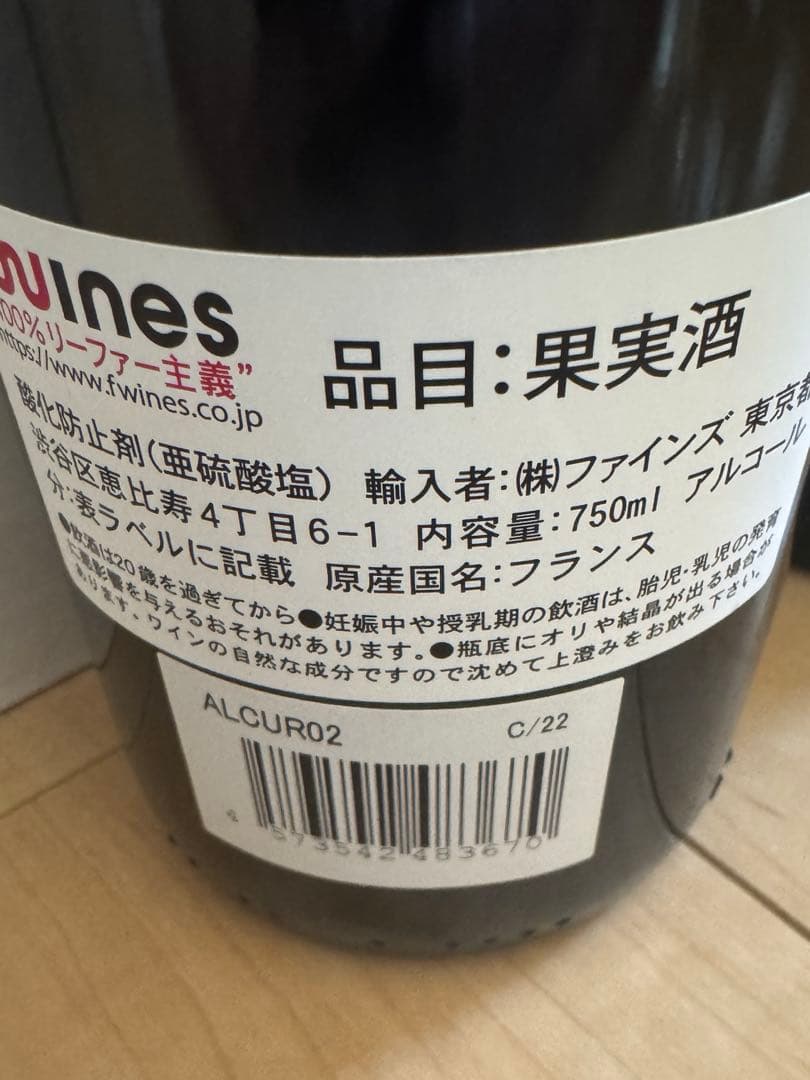 Wines
100%リーファー主義”
https://www.fwines.co.jp
品目:果実酒
酸化防止剤(亜硫酸塩) 輸入者:(株)ファインズ 東京都
渋谷区恵比寿4丁目6-1 内容量:750ml アルコール
分:表ラベルに記載 原産国名:フランス
●飲酒は20歳を過ぎてから●妊娠中や授乳期の飲酒は、胎児・乳児の発育
に悪影響を与えるおそれがあります。●瓶底にオリや結晶が出る場合が
あります、ワインの自然な成分ですので沈めて上澄みをお飲み下さい。
ALCUR02 C/22
573542 483670